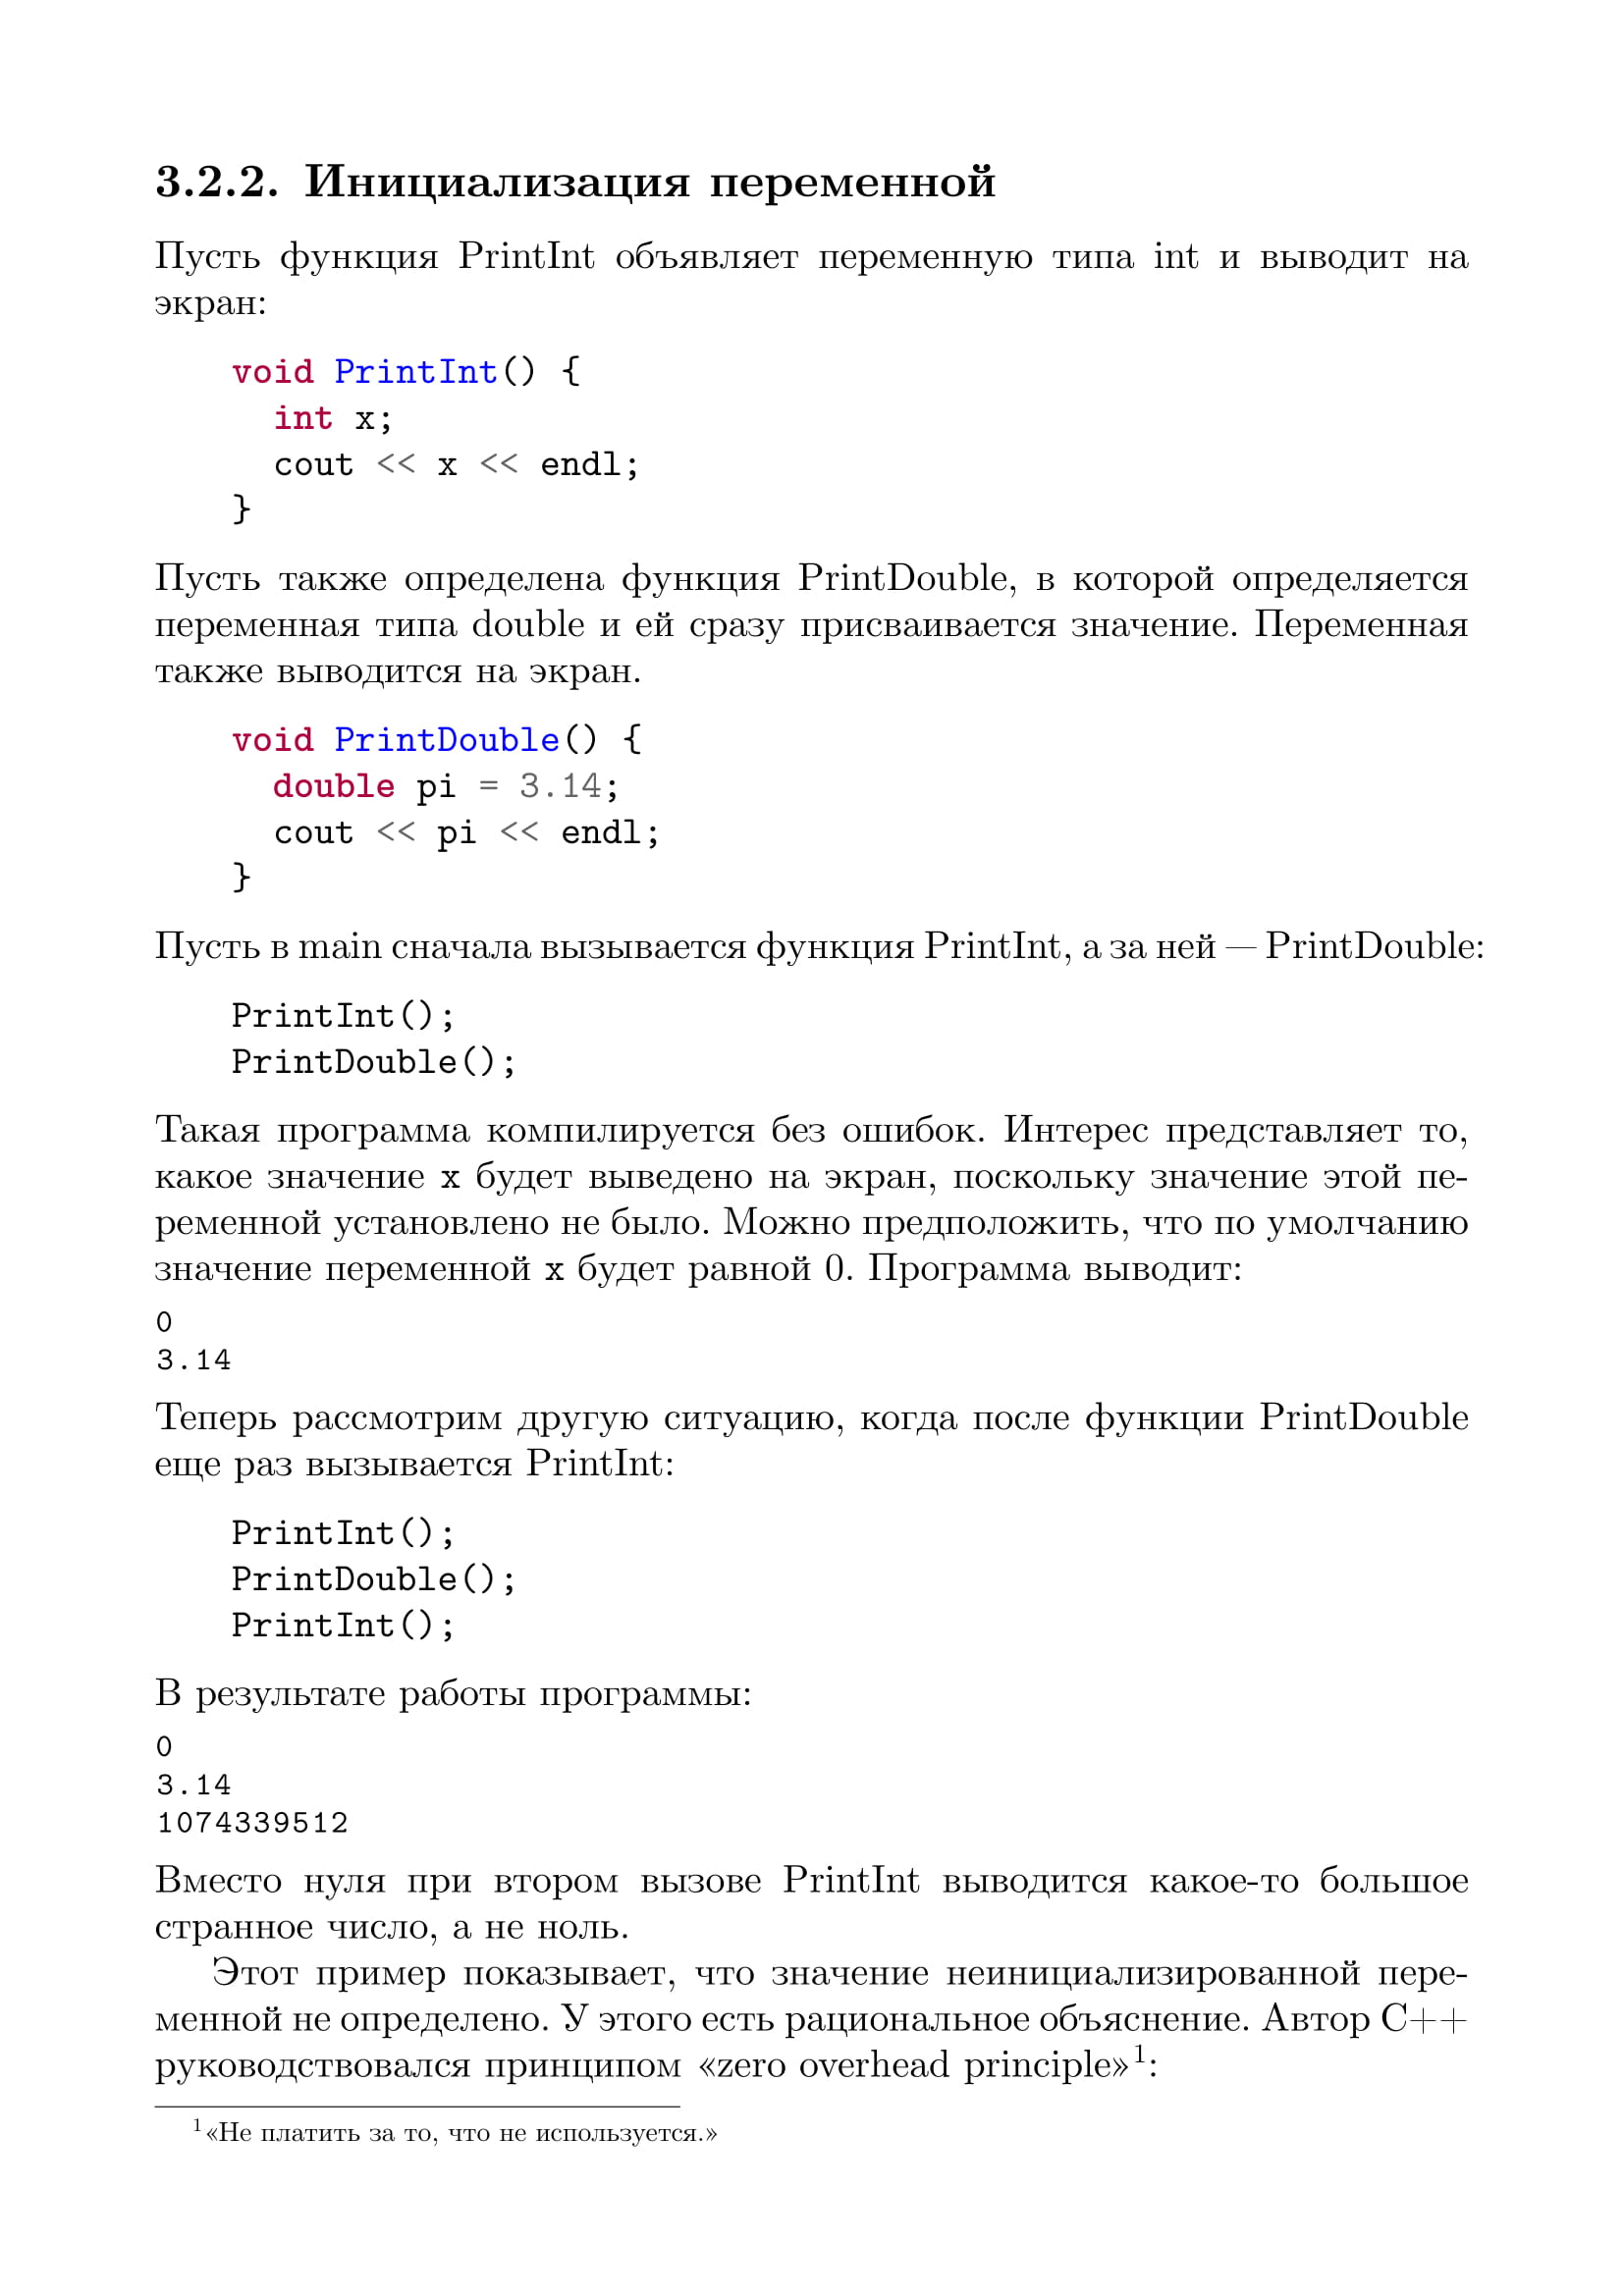 3.2.2. Инициализация переменной
Пусть функция PrintInt объявляет переменную типа int и выводит на
экран:
void PrintInt() {
  int x;
  cout << x << endl;
}
Пусть также определена функция PrintDouble, в которой определяется
переменная типа double и ей сразу присваивается значение. Переменная
также выводится на экран.
void PrintDouble() {
  double pi = 3.14;
  cout << pi << endl;
}
Пусть в main сначала вызывается функция PrintInt, а за ней — PrintDouble:
PrintInt();
PrintDouble();
Такая программа компилируется без ошибок. Интерес представляет то,
какое значение x будет выведено на экран, поскольку значение этой пе-
ременной установлено не было. Можно предположить, что по умолчанию
значение переменной x будет равной 0. Программа выводит:
0
3.14
Теперь рассмотрим другую ситуацию, когда после функции PrintDouble
еще раз вызывается PrintInt:
PrintInt();
PrintDouble();
PrintInt();
В результате работы программы:
0
3.14
1074339512
Вместо нуля при втором вызове PrintInt выводится какое-то большое
странное число, а не ноль.
Этот пример показывает, что значение неинициализированной пере-
менной не определено. У этого есть рациональное объяснение. Автор C++
руководствовался принципом «zero overhead principle»¹:
¹«Не платить за то, что не используется.»